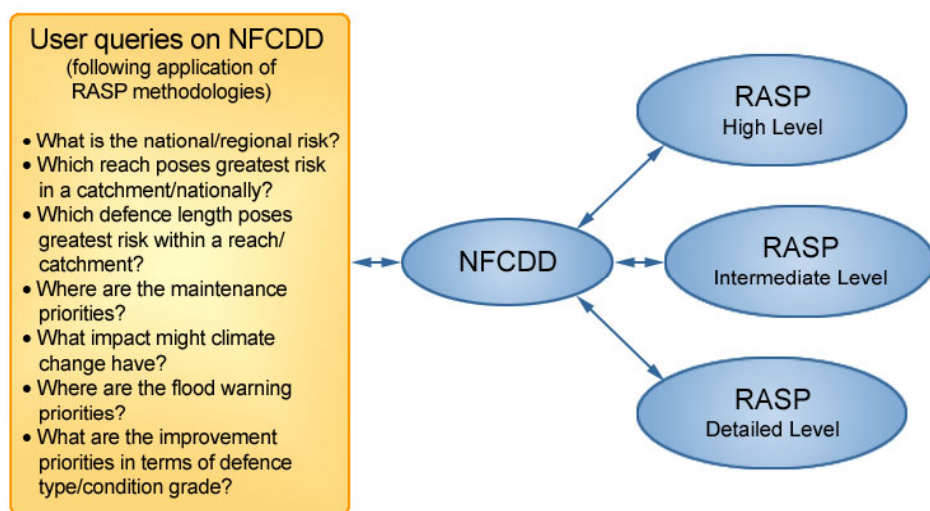 User queries on NFCDD
(following application of
RASP methodologies)
• What is the national/regional risk?
• Which reach poses greatest risk
in a catchment/nationally?
• Which defence length poses
greatest risk within a reach/
catchment?
• Where are the maintenance
priorities?
• What impact might climate
change have?
• Where are the flood warning
priorities?
• What are the improvement
priorities in terms of defence
type/condition grade?
NFCDD
RASP
High Level
RASP
Intermediate Level
RASP
Detailed Level